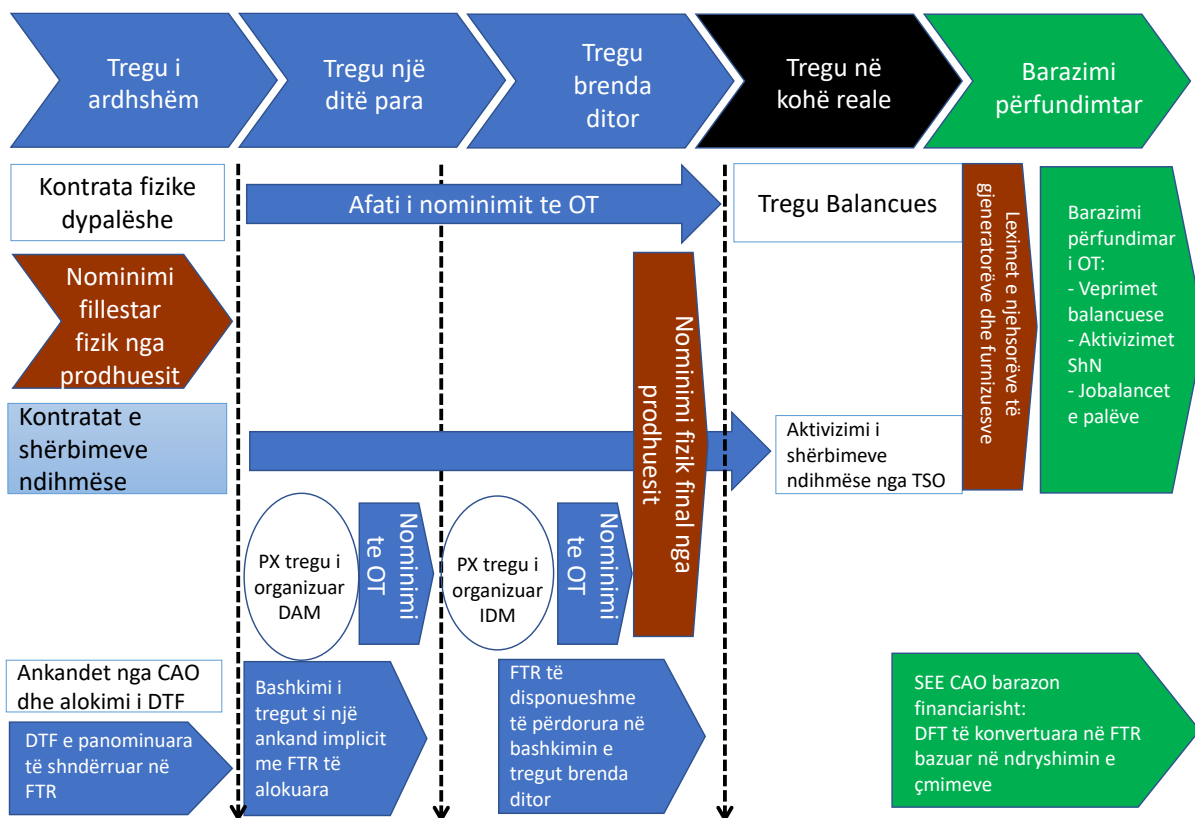 Tregu i
ardhshëm
Tregu një
ditë para
Tregu
brenda
ditor
Tregu në
kohë reale
Barazimi
përfundimtar
Kontrata fizike
dypalëshe
Afati i nominimit te OT
Tregu Balancues
Leximet e njehsorëve të
gjeneratorëve dhe furnizuesve
Barazimi
përfundimar
i OT:
- Veprimet
balancuese
- Aktivizimet
ShN
- Jobalancet
e palëve
Nominimi
fillestar
fizik nga
prodhuesit
Nominimi fizik final nga
prodhuesit
Kontratat e
shërbimeve
ndihmëse
Aktivizimi i
shërbimeve
ndihmëse nga TSO
PX tregu i
organizuar
DAM
Nominimi
te OT
PX tregu i
organizuar
IDM
Nominimi
te OT
Ankandet nga CAO
dhe alokimi i DTF
DTF e panominuara
të shndërruar në
FTR
Bashkimi i
tregut si një
ankand implicit
me FTR të
alokuara
FTR të
disponueshme
të përdorura në
bashkimin e
tregut brenda
ditor
SEE CAO barazon
financiarisht:
DFT të konvertuara në FTR
bazuar në ndryshimin e
çmimeve